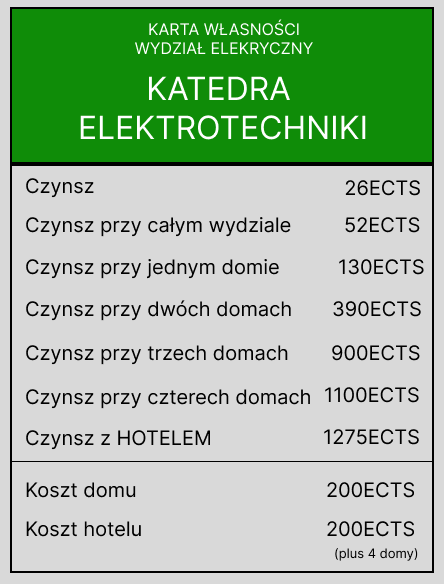 KARTA WŁASNOŚCI
WYDZIAŁ ELEKRYCZNY
KATEDRA
ELEKTROTECHNIKI
Czynsz 26ECTS
Czynsz przy całym wydziale 52ECTS
Czynsz przy jednym domie 130ECTS
Czynsz przy dwóch domach 390ECTS
Czynsz przy trzech domach 900ECTS
Czynsz przy czterech domach 1100ECTS
Czynsz z HOTELEM 1275ECTS
Koszt domu 200ECTS
Koszt hotelu 200ECTS
(plus 4 domy)